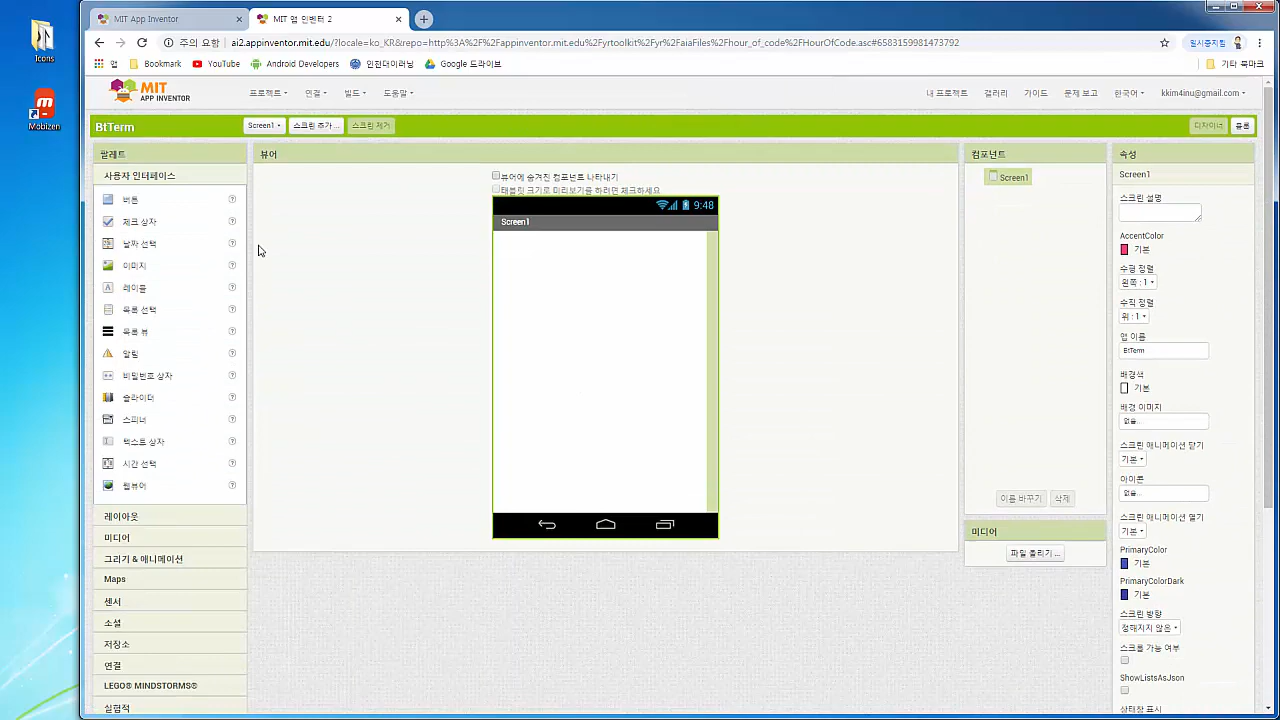 Icons
Mobizen
MIT App Inventor
MIT 앱 인벤터 2
주의 요함
ai2.appinventor.mit.edu/?locale=ko_KR&repo=http%3A%2F%2Fappinventor.mit.edu%2Fyrtoolkit%2Fyr%2FaiaFiles%2Fhour_of_code%2FHourOfCode.asc#6583159981473792
일시중지됨
앱
Bookmark
YouTube
Android Developers
인천대이러닝
Google 드라이브
기타 북마크
MIT
APP INVENTOR
프로젝트
연결
빌드
도움말
내 프로젝트
갤러리
가이드
문제 보고
한국어
kkim4inu@gmail.com
BtTerm
Screen1
스크린 추가...
스크린 제거
디자이너
블록
팔레트
사용자 인터페이스
버튼
체크 상자
날짜 선택
이미지
레이블
목록 선택
목록 뷰
알림
비밀번호 상자
슬라이더
스피너
텍스트 상자
시간 선택
웹뷰어
레이아웃
미디어
그리기 & 애니메이션
Maps
센서
소셜
저장소
연결
LEGO® MINDSTORMS®
실험적
뷰어
뷰어에 숨겨진 컴포넌트 나타내기
태블릿 크기로 미리보기를 하려면 체크하세요
9:48
Screen1
컴포넌트
Screen1
이름 바꾸기
삭제
미디어
파일 올리기 ...
속성
Screen1
스크린 설명
AccentColor
기본
수평 정렬
왼쪽 : 1
수직 정렬
위 : 1
앱 이름
BtTerm
배경색
기본
배경 이미지
없음...
스크린 애니메이션 닫기
기본
아이콘
없음...
스크린 애니메이션 열기
기본
PrimaryColor
기본
PrimaryColorDark
기본
스크린 방향
정해지지 않은
스크롤 가능 여부
ShowListsAsJson
상태창 표시